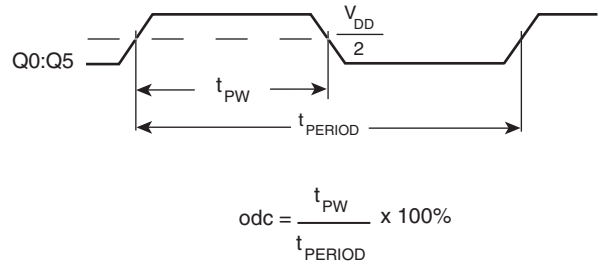 V_DD
2
Q0:Q5
t_PW
t_PERIOD
odc = t_PW / t_PERIOD x 100%